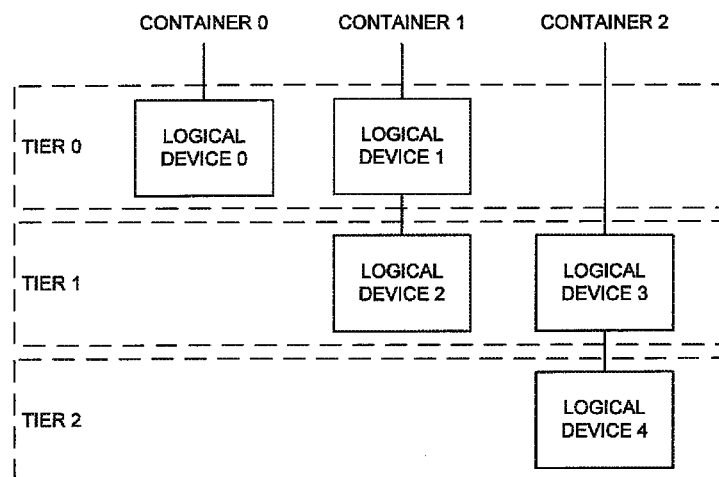 CONTAINER 0 CONTAINER 1 CONTAINER 2
TIER 0
LOGICAL
DEVICE 0
LOGICAL
DEVICE 1
TIER 1
LOGICAL
DEVICE 2
LOGICAL
DEVICE 3
TIER 2
LOGICAL
DEVICE 4